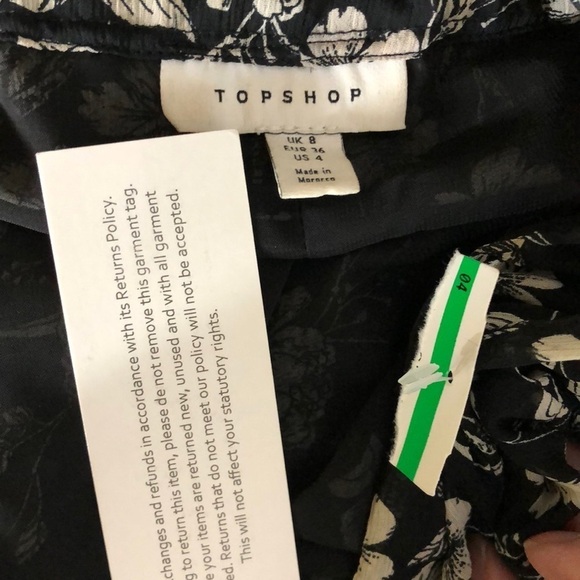 TOPSHOP
UK 8
EUR 36
US 4
Made in
Morocco
changes and refunds in accordance with its Returns Policy.
to return this item, please do not remove this garment tag.
your items are returned new, unused and with all garment
Returns that do not meet our policy will not be accepted.
This will not affect your statutory rights.
04